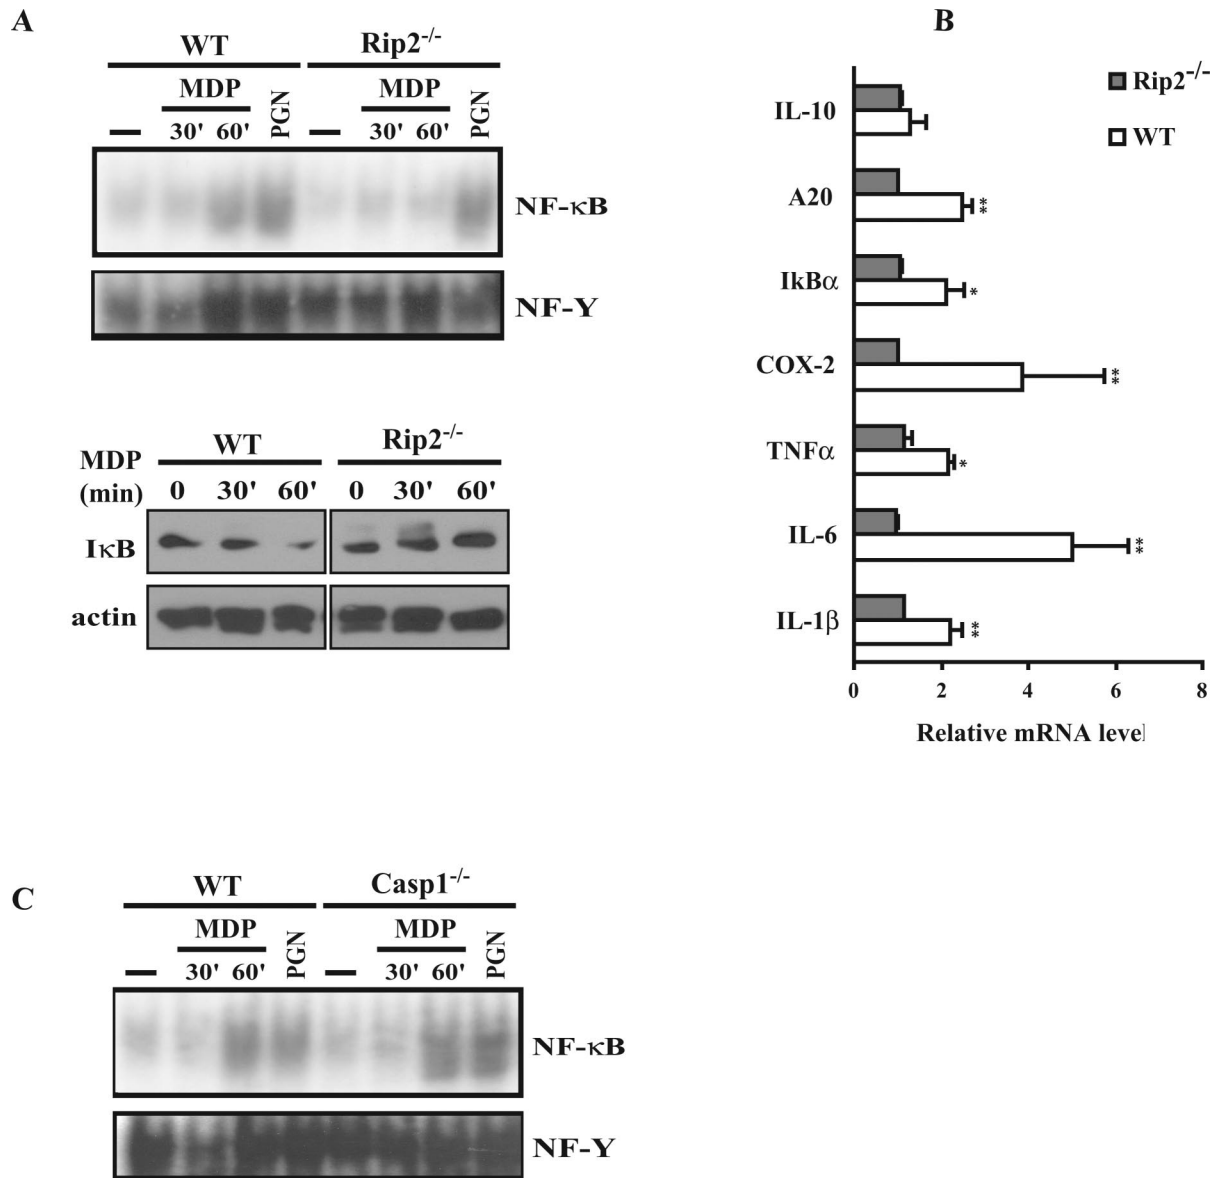 A
WT Rip2-/-
MDP PGN MDP PGN
— 30' 60' — 30' 60'
NF-κB
NF-Y
MDP WT Rip2-/-
(min) 0 30' 60' 0 30' 60'
IκB
actin
B
Rip2-/-
WT
IL-10
A20
**
IkBα
*
COX-2
**
TNFα
*
IL-6
**
IL-1β
**
0 2 4 6 8
Relative mRNA level
C
WT Casp1-/-
MDP PGN MDP PGN
— 30' 60' — 30' 60'
NF-κB
NF-Y